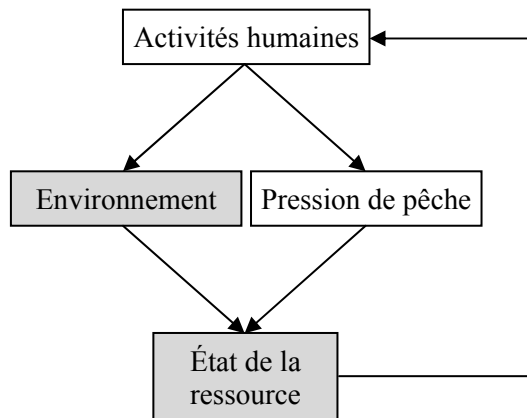 Activités humaines
Environnement
Pression de pêche
État de la
ressource